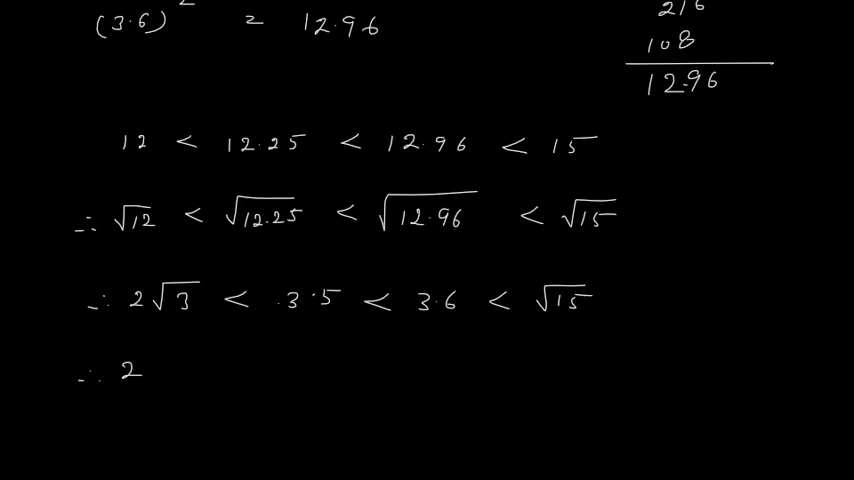 (3.6)² = 12.96
216
108
12.96
12 < 12.25 < 12.96 < 15
∴ √12 < √12.25 < √12.96 < √15
∴ 2√3 < 3.5 < 3.6 < √15
∴ 2